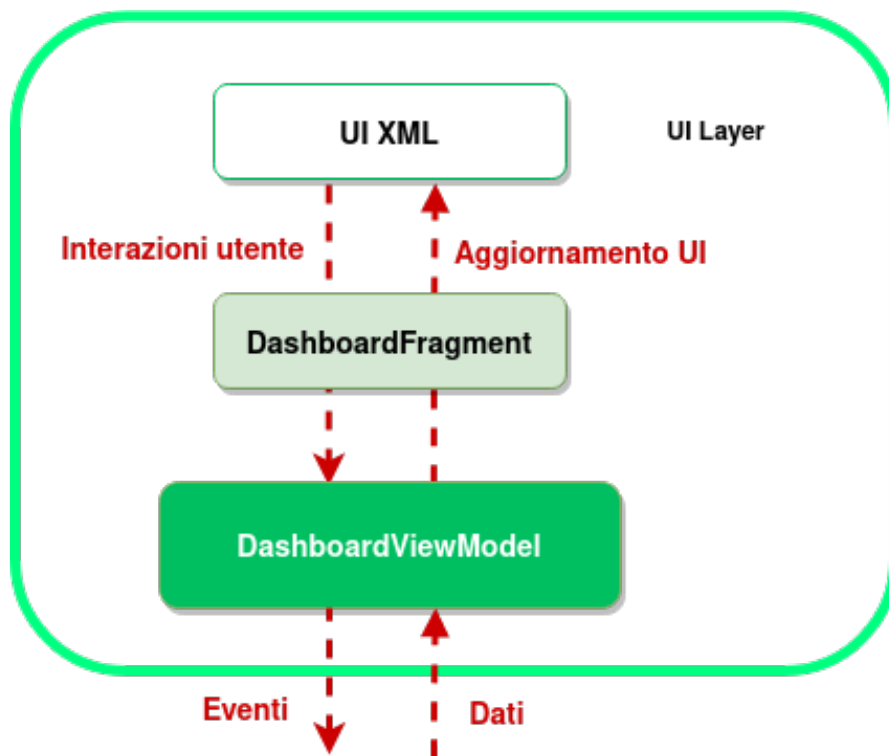 UI XML
UI Layer
Interazioni utente
Aggiornamento UI
DashboardFragment
DashboardViewModel
Eventi
Dati